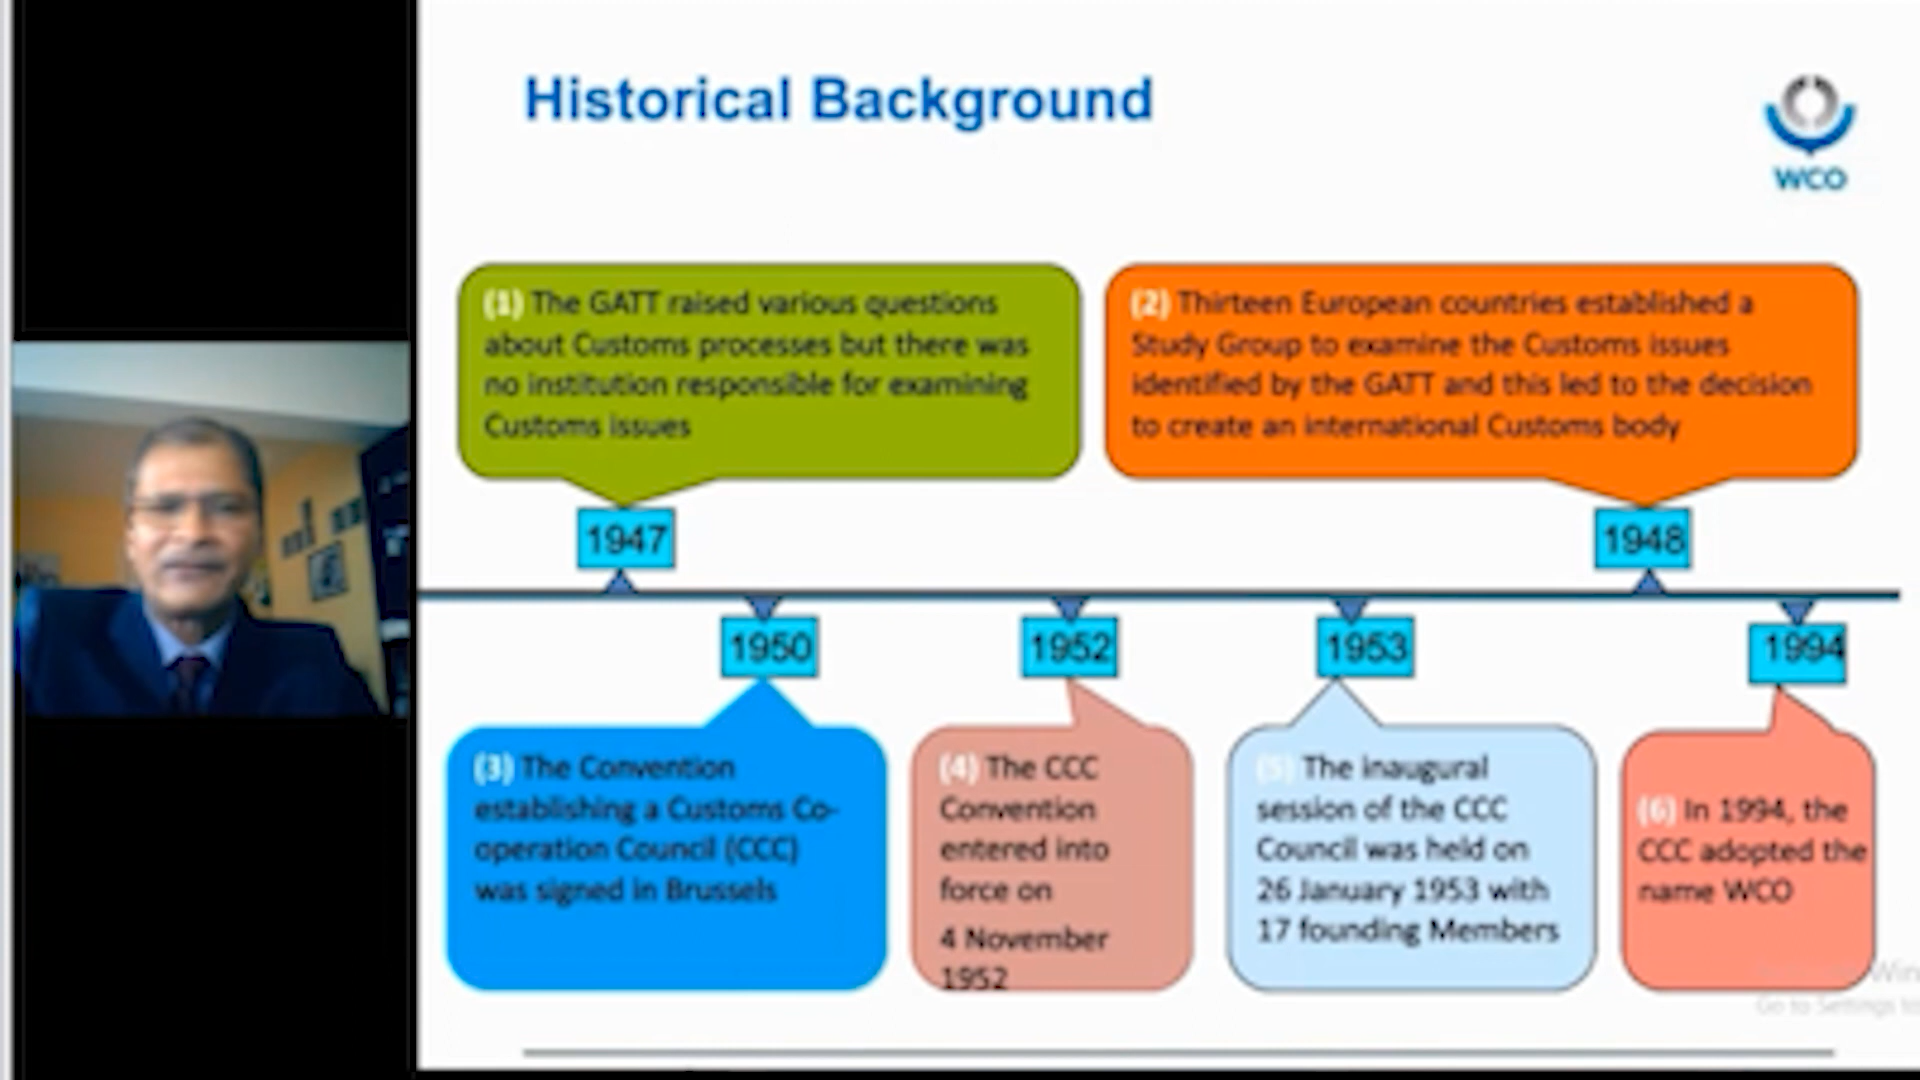 Historical Background
WCO
(1) The GATT raised various questions
about Customs processes but there was
no institution responsible for examining
Customs issues
(2) Thirteen European countries established a
Study Group to examine the Customs issues
identified by the GATT and this led to the decision
to create an international Customs body
1947
1948
1950
1952
1953
1994
(3) The Convention
establishing a Customs Co-
operation Council (CCC)
was signed in Brussels
(4) The CCC
Convention
entered into
force on
4 November
1952
(5) The inaugural
session of the CCC
Council was held on
26 January 1953 with
17 founding Members
(6) In 1994, the
CCC adopted the
name WCO
Go to Settings to